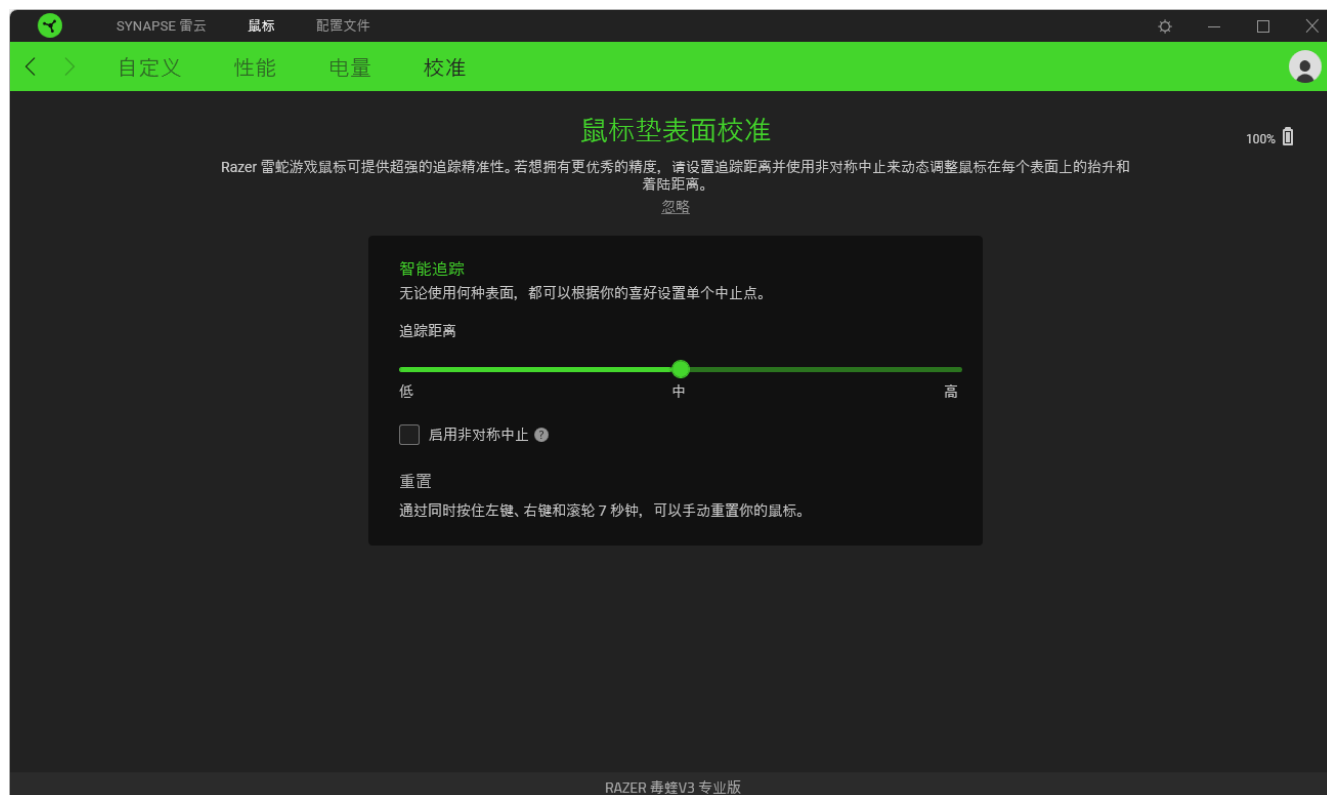 SYNAPSE 雷云 鼠标 配置文件
自定义 性能 电量 校准
鼠标垫表面校准
100%
Razer 雷蛇游戏鼠标可提供超强的追踪精准性。若想拥有更优秀的精度，请设置追踪距离并使用非对称中止来动态调整鼠标在每个表面上的抬升和
着陆距离。
忽略
智能追踪
无论使用何种表面，都可以根据你的喜好设置单个中止点。
追踪距离
低 中 高
启用非对称中止 ?
重置
通过同时按住左键、右键和滚轮 7 秒钟，可以手动重置你的鼠标。
RAZER 毒蝰V3 专业版